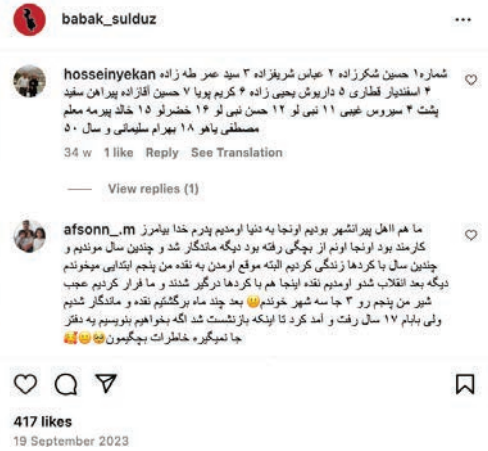 babak_sulduz
hosseinyekan شماره۱ حسین شکرزاده ۲ عباس شریفزاده ۳ سید عمر طه زاده
۴ اسفندیار قطاری ۵ داریوش یحیی زاده ۶ کریم پویا ۷ حسین آقازاده پیراهن سفید
پشت ۴ سیروس غیبی ۱۱ نبی لو ۱۲ حسن نبی لو ۱۶ خضرلو ۱۵ خالد پیرمه معلم
مصطفی یاهو ۱۸ بهرام سلیمانی و سال ۵۰
34 w 1 like Reply See Translation
View replies (1)
afsonn_.m ما هم ااهل پیرانشهر بودیم اونجا به دنیا اومدیم پدرم خدا بیامرز
کارمند بود اونجا اونم از بچگی رفته بود دیگه ماندگار شد و چندین سال موندیم و
چندین سال با کردها زندگی کردیم البته موقع اومدن به نقده من پنجم ابتدایی میخوندم
دیگه بعد انقلاب شدو اومدیم نقده اینجا هم با کردها درگیر شدند و ما فرار کردیم عجب
شیر من پنجم رو ۳ جا سه شهر خوندم🙂 بعد چند ماه برگشتیم نقده و ماندگار شدیم
ولی بابام ۱۷ سال رفت و آمد کرد تا اینکه بازنشست شد اگه بخواهیم بنویسیم یه دفتر
جا نمیگیره خاطرات بچگیمون🥹🙂🥰
417 likes
19 September 2023